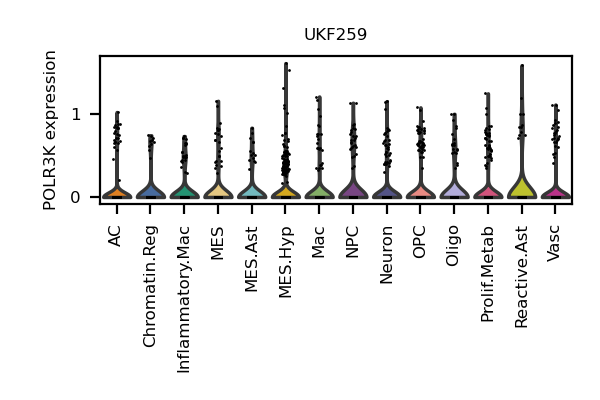 UKF259
POLR3K expression
1
0
AC
Chromatin.Reg
Inflammatory.Mac
MES
MES.Ast
MES.Hyp
Mac
NPC
Neuron
OPC
Oligo
Prolif.Metab
Reactive.Ast
Vasc